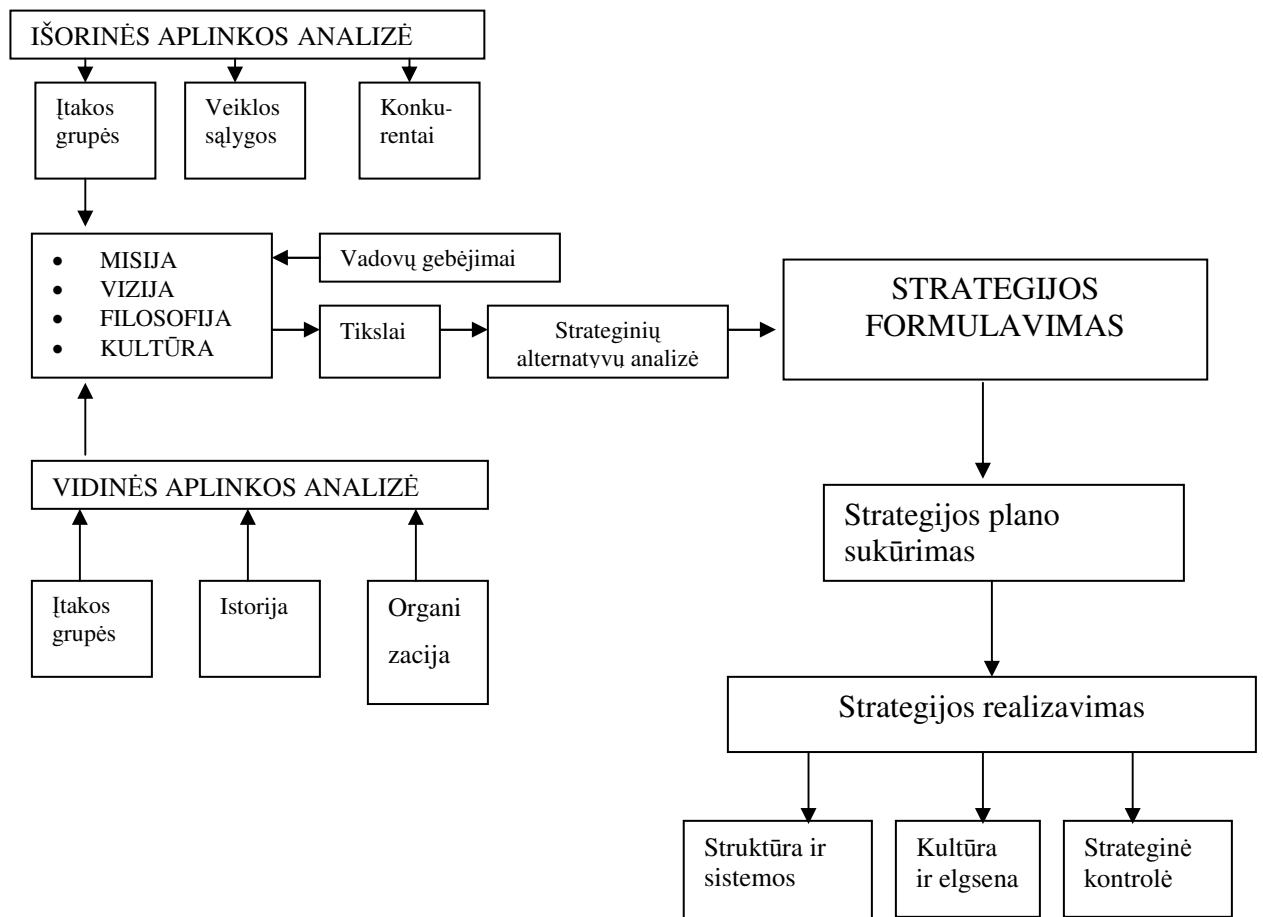 IŠORINĖS APLINKOS ANALIZĖ
Įtakos
grupės
Veiklos
sąlygos
Konku-
rentai
• MISIJA
• VIZIJA
• FILOSOFIJA
• KULTŪRA
Vadovų gebėjimai
Tikslai
Strateginių
alternatyvų analizė
STRATEGIJOS
FORMULAVIMAS
VIDINĖS APLINKOS ANALIZĖ
Įtakos
grupės
Istorija
Organi
zacija
Strategijos plano
sukūrimas
Strategijos realizavimas
Struktūra ir
sistemos
Kultūra
ir elgsena
Strateginė
kontrolė